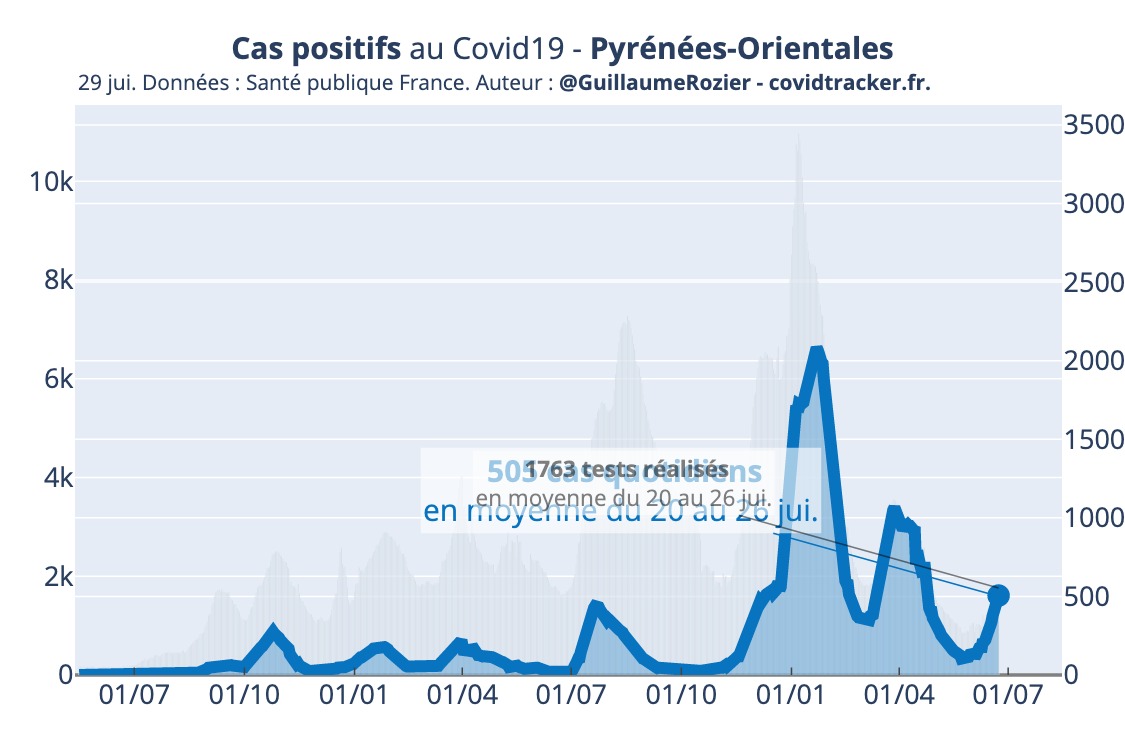 Cas positifs au Covid19 - Pyrénées-Orientales
29 jui. Données : Santé publique France. Auteur : @GuillaumeRozier - covidtracker.fr.
3500
10k
3000
8k
2500
2000
6k
1500
505 cas quotidiens
1763 tests réalisés
4k
en moyenne du 20 au 26 jui.
en moyenne du 20 au 26 jui.
1000
2k
500
0
0
01/07 01/10 01/01 01/04 01/07 01/10 01/01 01/04 01/07